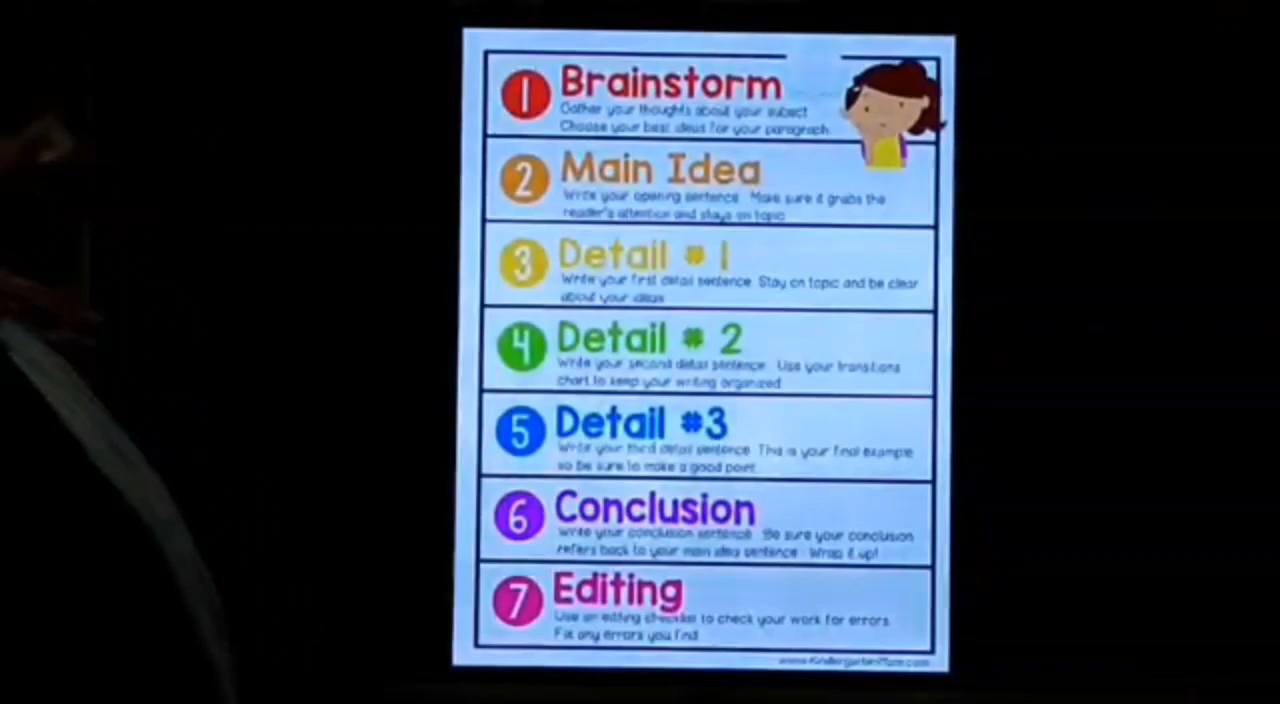 1 Brainstorm
Gather your thoughts about your subject
Choose your best ideas for your paragraph
2 Main Idea
Write your opening sentence. Make sure it grabs the
reader's attention and stays on topic
3 Detail # 1
Write your first detail sentence. Stay on topic and be clear
about your ideas
4 Detail # 2
Write your second detail sentence. Use your transitions
chart to keep your writing organized
5 Detail #3
Write your third detail sentence. This is your final example
so be sure to make a good point
6 Conclusion
Write your conclusion sentence. Be sure your conclusion
refers back to your main idea sentence. Wrap it up!
7 Editing
Use an editing checklist to check your work for errors.
Fix any errors you find
www.KindergartenMom.com